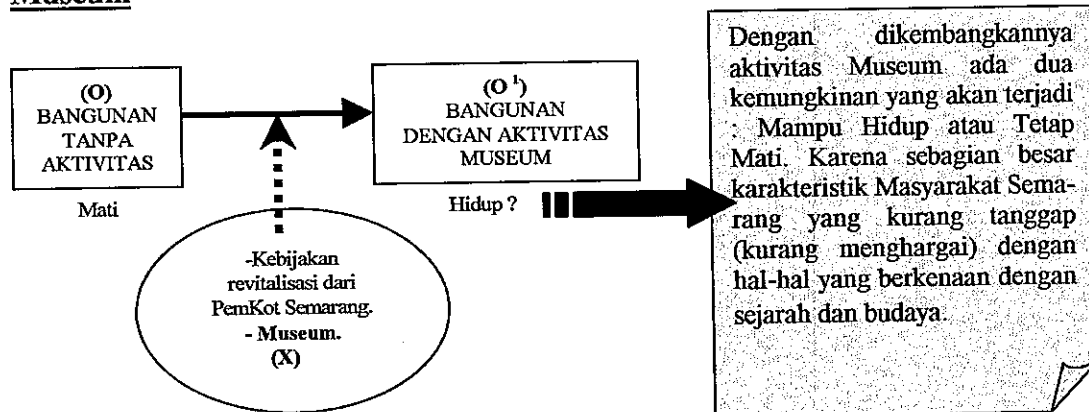 Museum
(O)
BANGUNAN
TANPA
AKTIVITAS
Mati
(O ¹)
BANGUNAN
DENGAN AKTIVITAS
MUSEUM
Hidup ?
-Kebijakan
revitalisasi dari
PemKot Semarang.
- Museum.
(X)
Dengan dikembangkannya
aktivitas Museum ada dua
kemungkinan yang akan terjadi
: Mampu Hidup atau Tetap
Mati. Karena sebagian besar
karakteristik Masyarakat Sema-
rang yang kurang tanggap
(kurang menghargai) dengan
hal-hal yang berkenaan dengan
sejarah dan budaya.